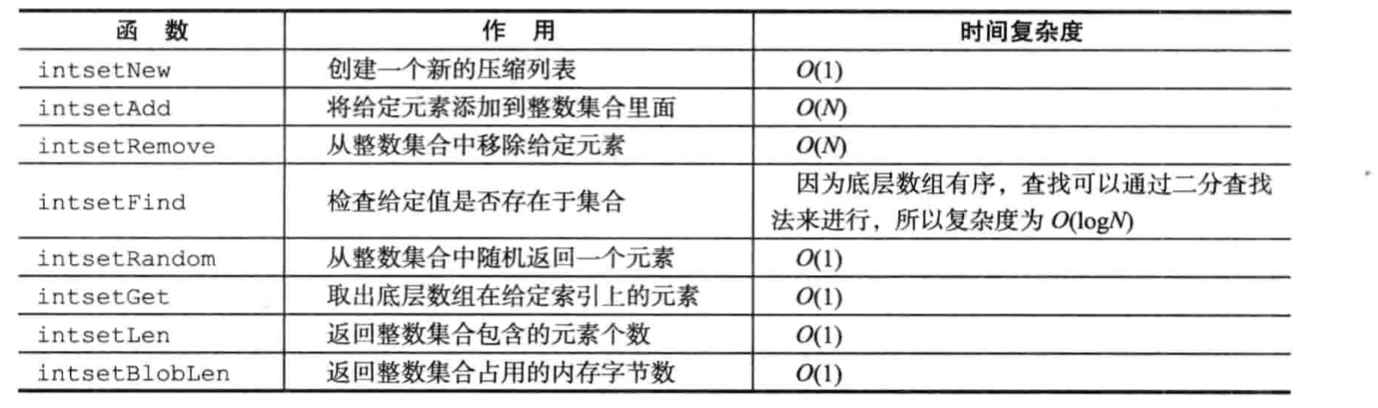 函 数 作 用 时间复杂度
intsetNew 创建一个新的压缩列表 O(1)
intsetAdd 将给定元素添加到整数集合里面 O(N)
intsetRemove 从整数集合中移除给定元素 O(N)
intsetFind 检查给定值是否存在于集合 因为底层数组有序，查找可以通过二分查找
法来进行，所以复杂度为 O(logN)
intsetRandom 从整数集合中随机返回一个元素 O(1)
intsetGet 取出底层数组在给定索引上的元素 O(1)
intsetLen 返回整数集合包含的元素个数 O(1)
intsetBlobLen 返回整数集合占用的内存字节数 O(1)